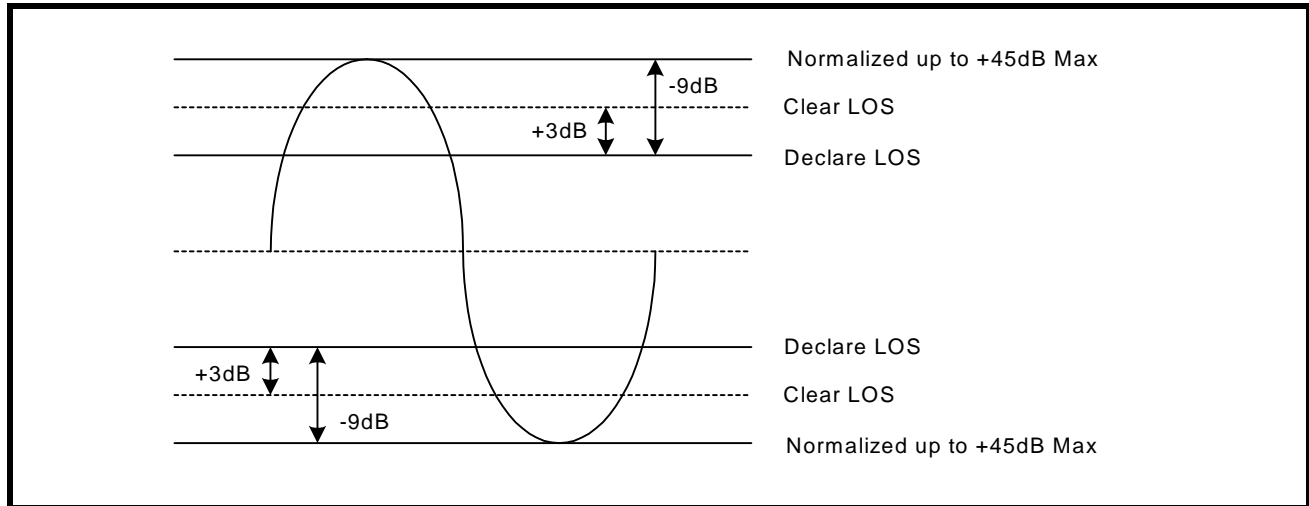 Normalized up to +45dB Max
-9dB
Clear LOS
+3dB
Declare LOS
Declare LOS
+3dB
Clear LOS
-9dB
Normalized up to +45dB Max